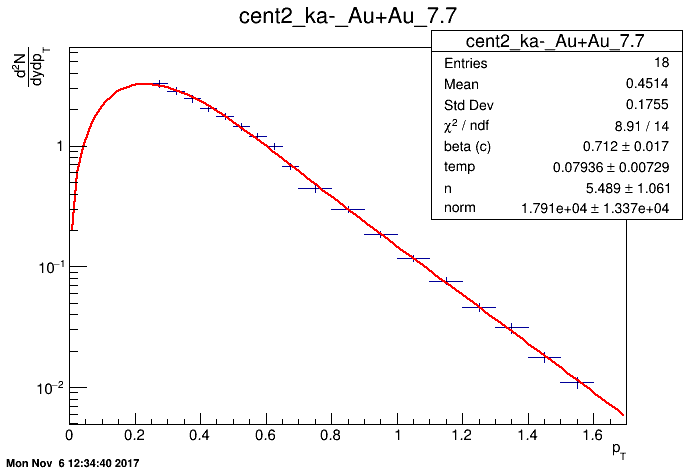 cent2_ka-_Au+Au_7.7
cent2_ka-_Au+Au_7.7
Entries 18
Mean 0.4514
Std Dev 0.1755
χ² / ndf 8.91 / 14
beta (c) 0.712 ± 0.017
temp 0.07936 ± 0.00729
n 5.489 ± 1.061
norm 1.791e+04 ± 1.337e+04
d²N
dydp_T
1
10⁻¹
10⁻²
0 0.2 0.4 0.6 0.8 1 1.2 1.4 1.6
p_T
Mon Nov 6 12:34:40 2017